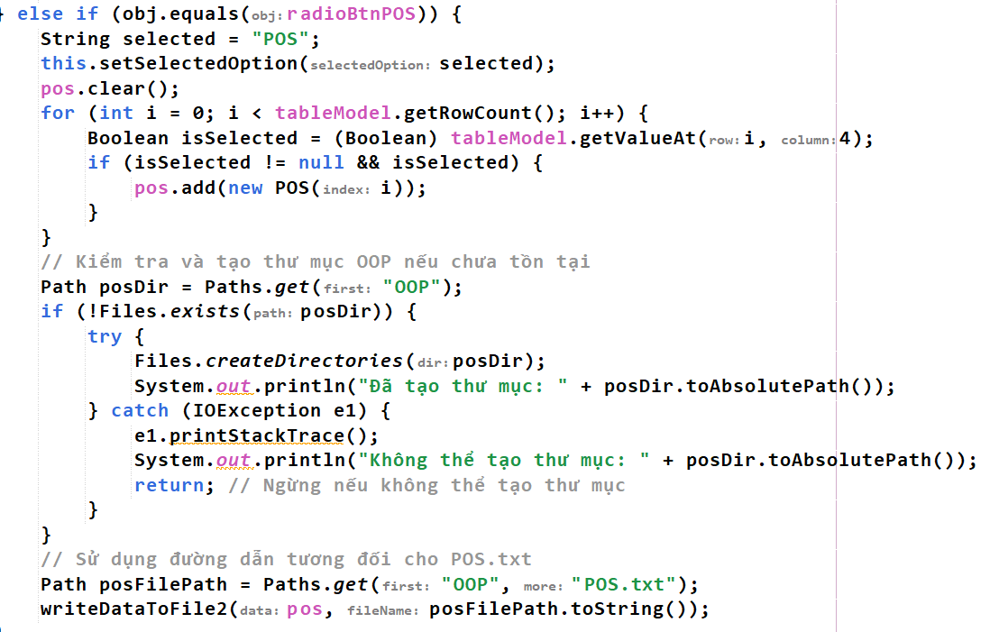 } else if (obj.equals(obj: radioBtnPOS)) {
String selected = "POS";
this.setSelectedOption(selectedOption: selected);
pos.clear();
for (int i = 0; i < tableModel.getRowCount(); i++) {
Boolean isSelected = (Boolean) tableModel.getValueAt(row: i, column: 4);
if (isSelected != null && isSelected) {
pos.add(new POS(index: i));
}
}
// Kiểm tra và tạo thư mục OOP nếu chưa tồn tại
Path posDir = Paths.get(first: "OOP");
if (!Files.exists(path: posDir)) {
try {
Files.createDirectories(dir: posDir);
System.out.println("Đã tạo thư mục: " + posDir.toAbsolutePath());
} catch (IOException e1) {
e1.printStackTrace();
System.out.println("Không thể tạo thư mục: " + posDir.toAbsolutePath());
return; // Ngừng nếu không thể tạo thư mục
}
}
// Sử dụng đường dẫn tương đối cho POS.txt
Path posFilePath = Paths.get(first: "OOP", more: "POS.txt");
writeDataToFile2(data: pos, fileName: posFilePath.toString());